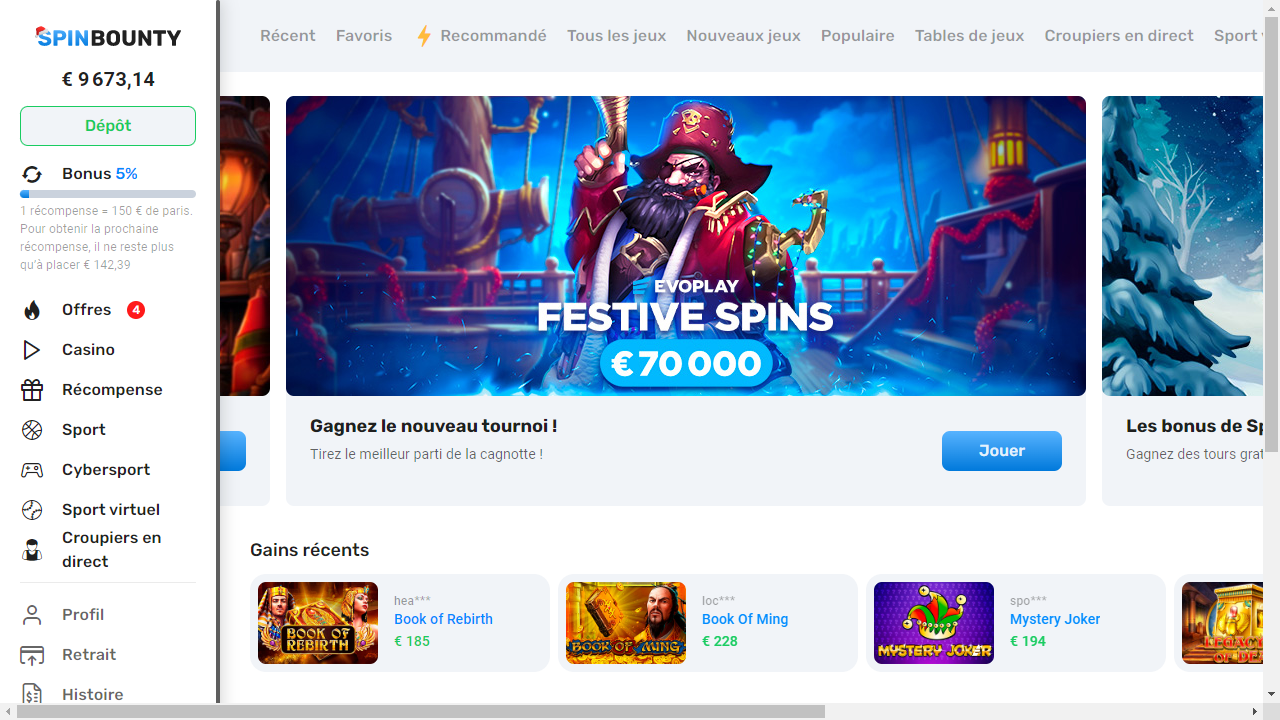 SPINBOUNTY
€ 9 673,14
Dépôt
Bonus 5%
1 récompense = 150 € de paris.
Pour obtenir la prochaine
récompense, il ne reste plus
qu'à placer € 142,39
Offres 4
Casino
Récompense
Sport
Cybersport
Sport virtuel
Croupiers en
direct
Profil
Retrait
Histoire
Récent Favoris Recommandé Tous les jeux Nouveaux jeux Populaire Tables de jeux Croupiers en direct Sport
EVOPLAY
FESTIVE SPINS
€ 70 000
Gagnez le nouveau tournoi !
Tirez le meilleur parti de la cagnotte !
Jouer
Les bonus de Sp
Gagnez des tours grat
Gains récents
BOOK OF
REBIRTH
hea***
Book of Rebirth
€ 185
BOOK OF MING
loc***
Book Of Ming
€ 228
MYSTERY JOKER
spo***
Mystery Joker
€ 194